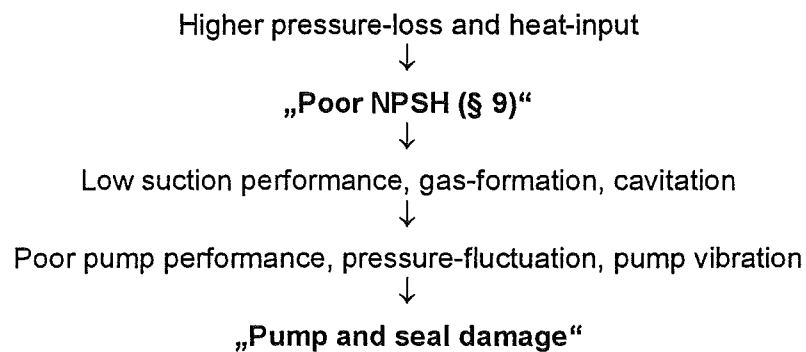 Higher pressure-loss and heat-input
↓
„Poor NPSH (§ 9)“
↓
Low suction performance, gas-formation, cavitation
↓
Poor pump performance, pressure-fluctuation, pump vibration
↓
„Pump and seal damage“